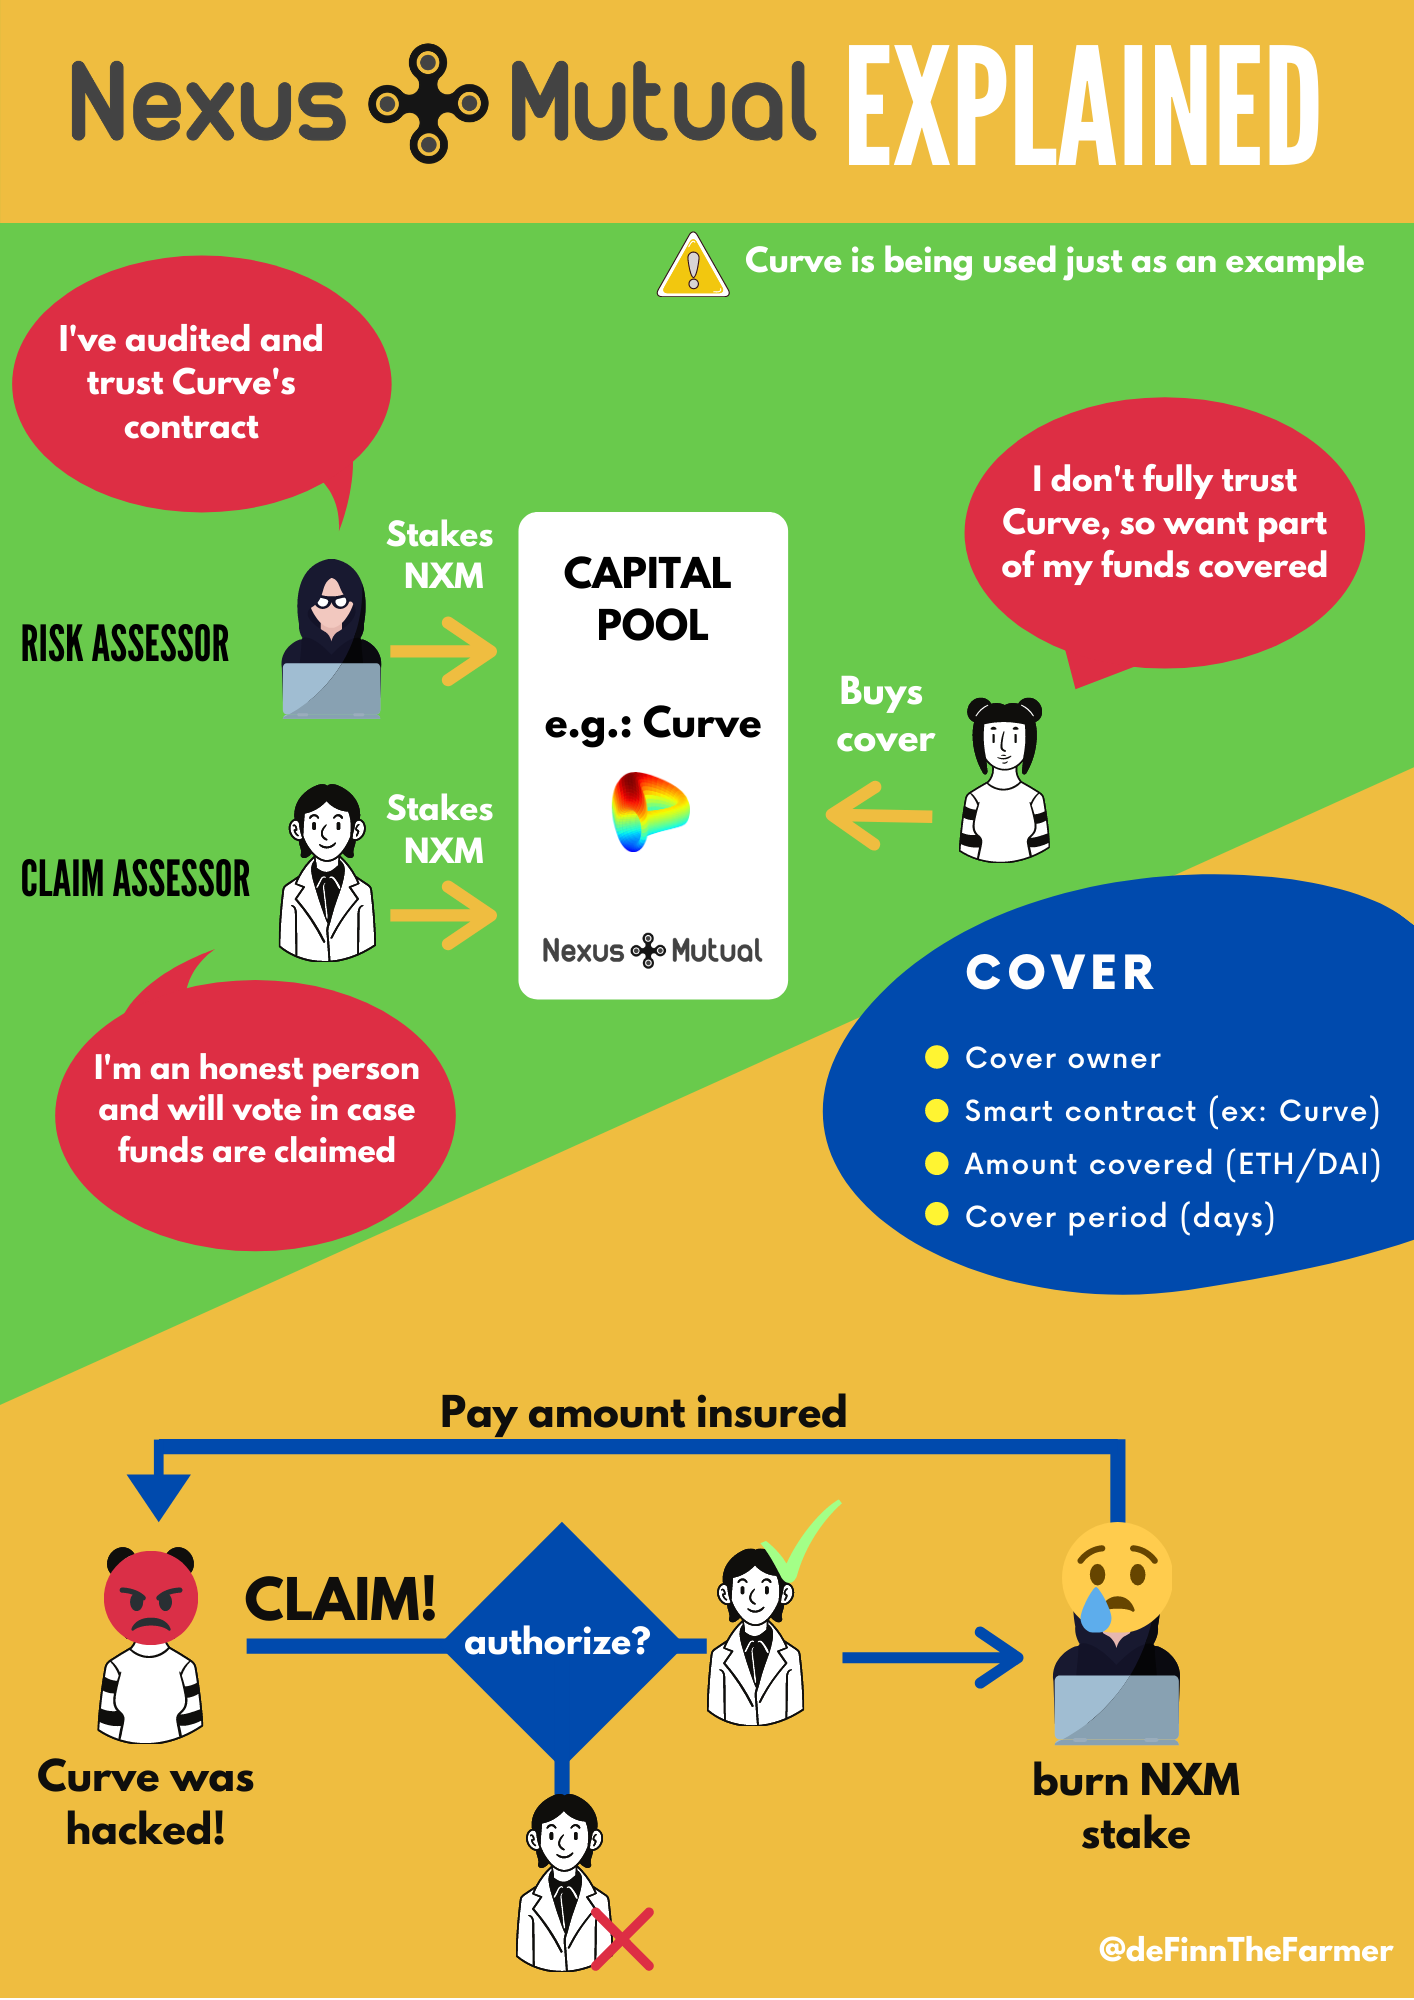 Nexus Mutual EXPLAINED
Curve is being used just as an example
I've audited and
trust Curve's
contract
I don't fully trust
Curve, so want part
of my funds covered
Stakes
NXM
RISK ASSESSOR
CAPITAL
POOL
e.g.: Curve
Nexus Mutual
Buys
cover
Stakes
NXM
CLAIM ASSESSOR
I'm an honest person
and will vote in case
funds are claimed
COVER
Cover owner
Smart contract (ex: Curve)
Amount covered (ETH/DAI)
Cover period (days)
Pay amount insured
CLAIM!
authorize?
Curve was
hacked!
burn NXM
stake
@deFinnTheFarmer